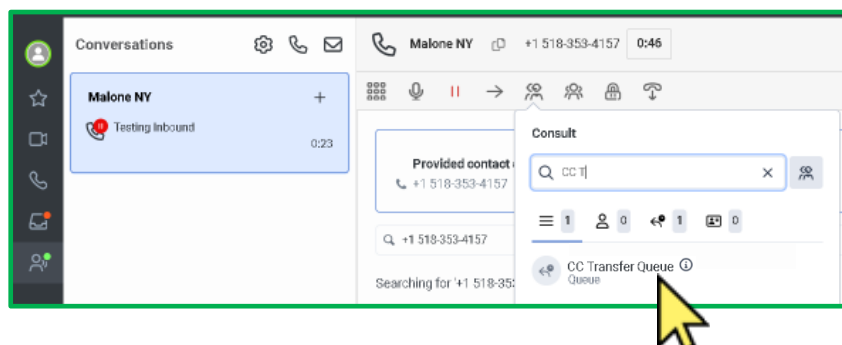 Conversations
Malone NY
+1 518-353-4157
0:46
Malone NY
+
Testing Inbound
0:23
Consult
CC T
Provided contact
+1 518-353-4157
1
0
1
0
+1 518-353-4157
CC Transfer Queue
Queue
Searching for '+1 518-35